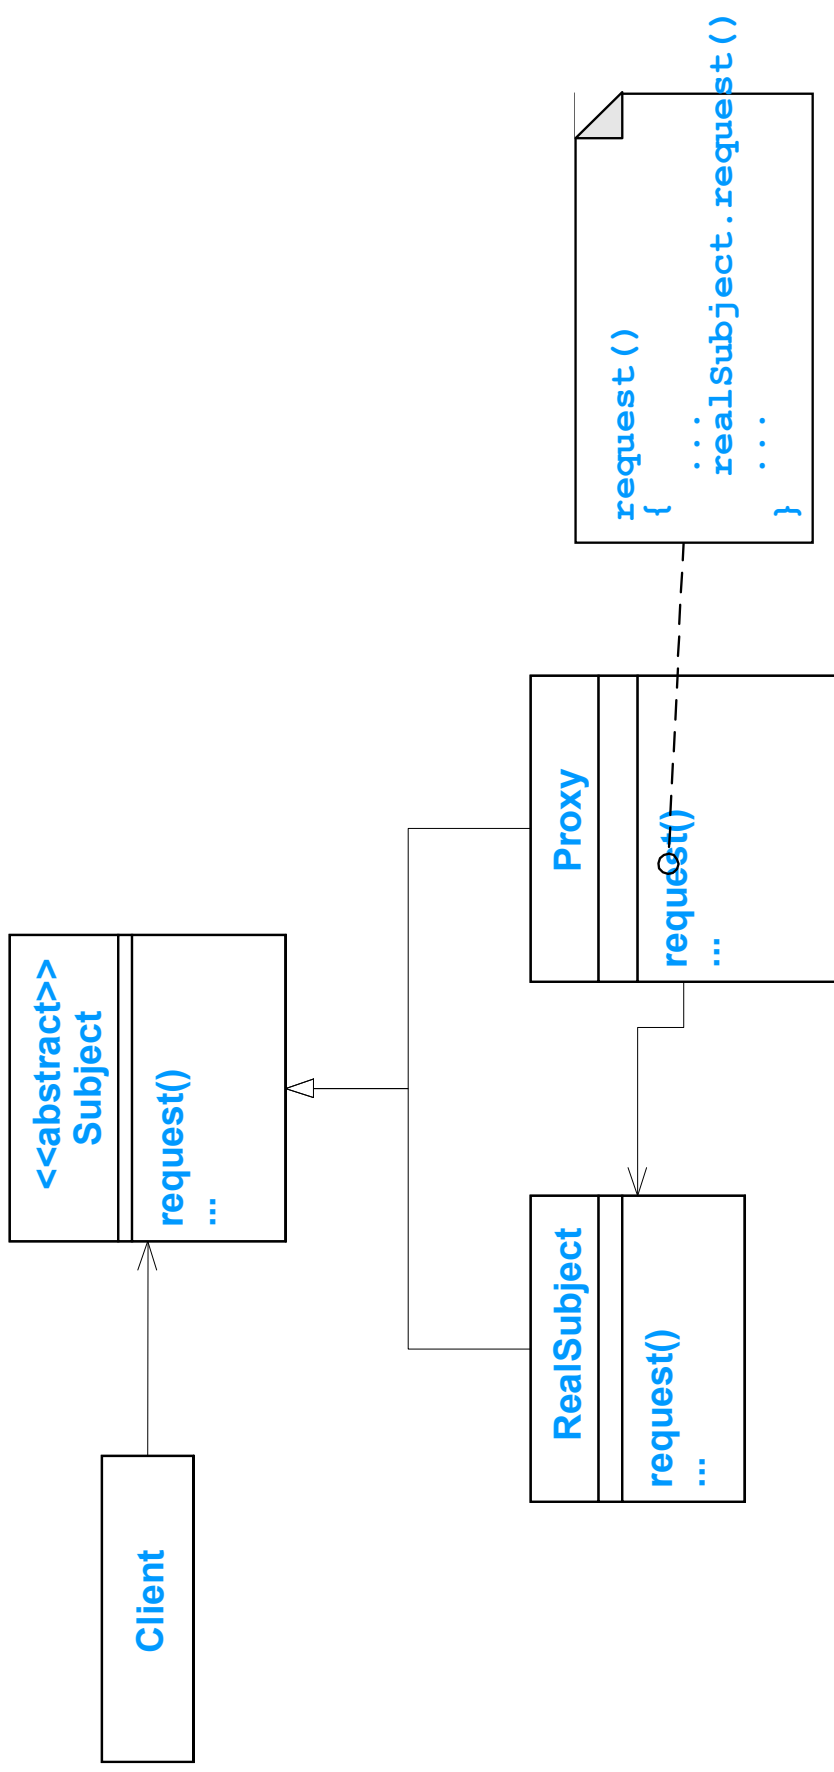 Client
<<abstract>>
Subject
request()
...
RealSubject
request()
...
Proxy
request()
...
request()
{
...
realSubject.request()
...
}